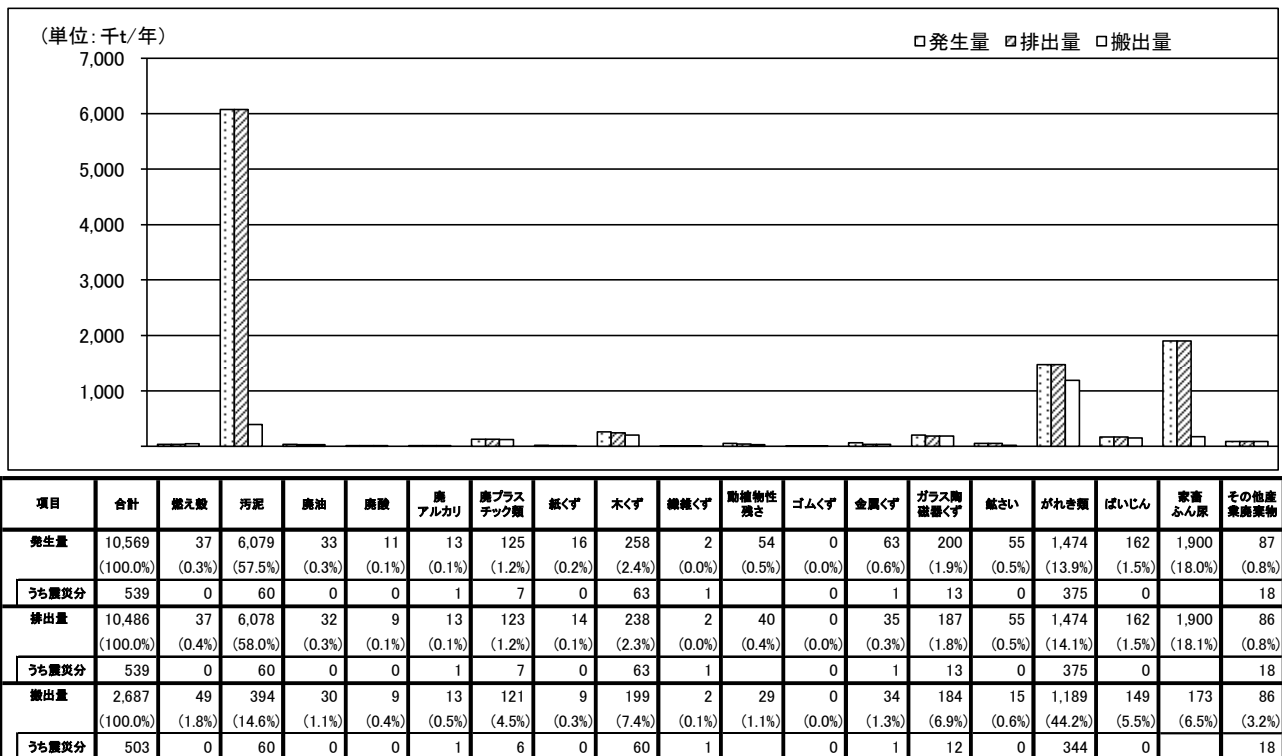 (単位:千t/年)
□発生量 □排出量 □搬出量
7,000
6,000
5,000
4,000
3,000
2,000
1,000
項目 合計 燃え殻 汚泥 廃油 廃酸 廃アルカリ 廃プラスチック類 紙くず 木くず 繊維くず 動植物性残さ ゴムくず 金属くず ガラス陶磁器くず 鉱さい がれき類 ばいじん 家畜ふん尿 その他産業廃棄物
発生量 10,569 37 6,079 33 11 13 125 16 258 2 54 0 63 200 55 1,474 162 1,900 87
(100.0%) (0.3%) (57.5%) (0.3%) (0.1%) (0.1%) (1.2%) (0.2%) (2.4%) (0.0%) (0.5%) (0.0%) (0.6%) (1.9%) (0.5%) (13.9%) (1.5%) (18.0%) (0.8%)
うち震災分 539 0 60 0 0 1 7 0 63 1 0 1 13 0 375 0 18
排出量 10,486 37 6,078 32 9 13 123 14 238 2 40 0 35 187 55 1,474 162 1,900 86
(100.0%) (0.4%) (58.0%) (0.3%) (0.1%) (0.1%) (1.2%) (0.1%) (2.3%) (0.0%) (0.4%) (0.0%) (0.3%) (1.8%) (0.5%) (14.1%) (1.5%) (18.1%) (0.8%)
うち震災分 539 0 60 0 0 1 7 0 63 1 0 1 13 0 375 0 18
搬出量 2,687 49 394 30 9 13 121 9 199 2 29 0 34 184 15 1,189 149 173 86
(100.0%) (1.8%) (14.6%) (1.1%) (0.4%) (0.5%) (4.5%) (0.3%) (7.4%) (0.1%) (1.1%) (0.0%) (1.3%) (6.9%) (0.6%) (44.2%) (5.5%) (6.5%) (3.2%)
うち震災分 503 0 60 0 0 1 6 0 60 1 0 1 12 0 344 0 18